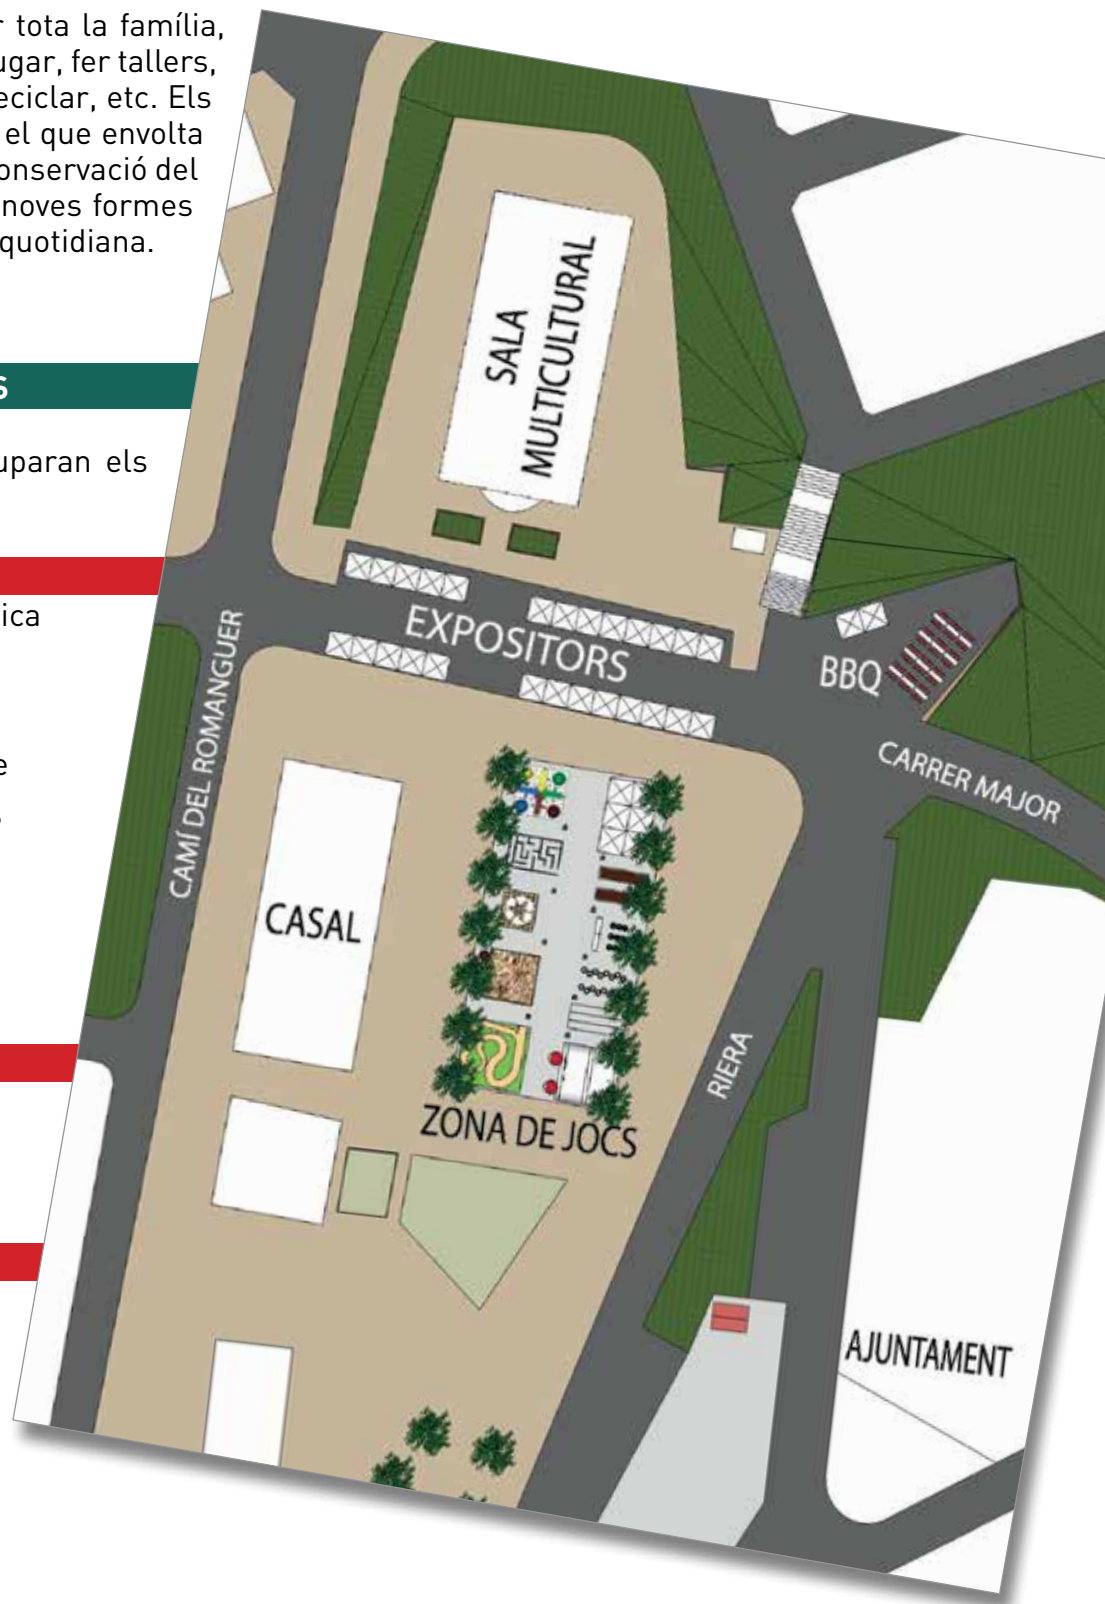 r tota la família,
ugar, fer tallers,
eciclar, etc. Els
el que envolta
onservació del
noves formes
quotidiana.
S
uparan els
ica
e
SALA
MULTICULTURAL
EXPOSITORS
BBQ
CARRER MAJOR
CAMÍ DEL ROMANGUER
CASAL
RIERA
ZONA DE JOCS
AJUNTAMENT